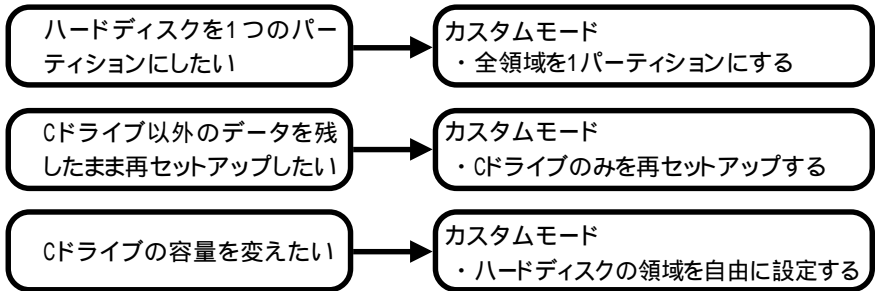 ハードディスクを1つのパー
ティションにしたい
カスタムモード
・全領域を1パーティションにする
Cドライブ以外のデータを残
したまま再セットアップしたい
カスタムモード
・Cドライブのみを再セットアップする
Cドライブの容量を変えたい
カスタムモード
・ハードディスクの領域を自由に設定する